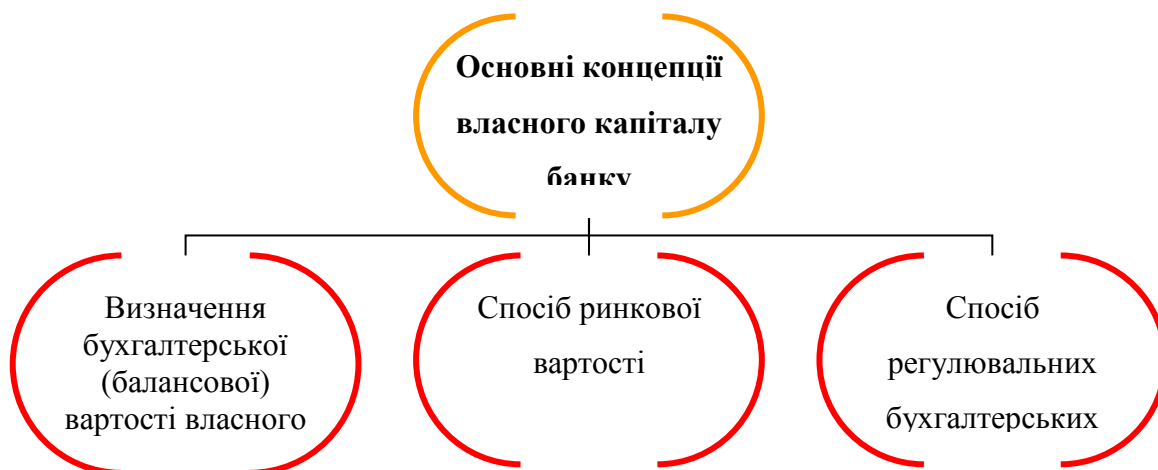 Основні концепції
власного капіталу
банку
Визначення
бухгалтерської
(балансової)
вартості власного
Спосіб ринкової
вартості
Спосіб
регулювальних
бухгалтерських